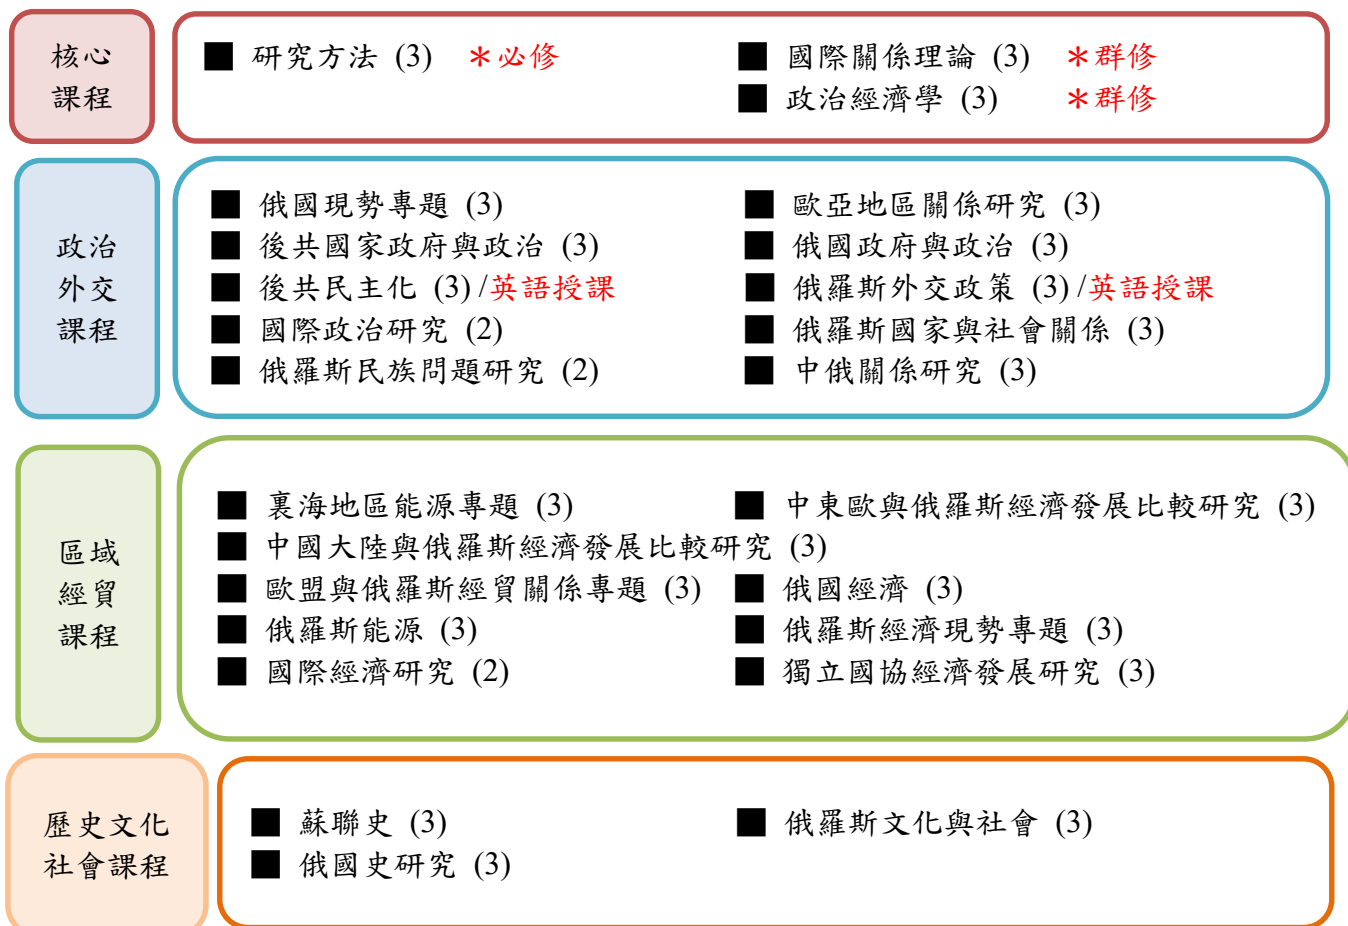 核心
課程
■ 研究方法 (3) ＊必修
■ 國際關係理論 (3) ＊群修
■ 政治經濟學 (3) ＊群修
政治
外交
課程
■ 俄國現勢專題 (3)
■ 歐亞地區關係研究 (3)
■ 後共國家政府與政治 (3)
■ 俄國政府與政治 (3)
■ 後共民主化 (3) /英語授課
■ 俄羅斯外交政策 (3) /英語授課
■ 國際政治研究 (2)
■ 俄羅斯國家與社會關係 (3)
■ 俄羅斯民族問題研究 (2)
■ 中俄關係研究 (3)
區域
經貿
課程
■ 裏海地區能源專題 (3)
■ 中東歐與俄羅斯經濟發展比較研究 (3)
■ 中國大陸與俄羅斯經濟發展比較研究 (3)
■ 歐盟與俄羅斯經貿關係專題 (3)
■ 俄國經濟 (3)
■ 俄羅斯能源 (3)
■ 俄羅斯經濟現勢專題 (3)
■ 國際經濟研究 (2)
■ 獨立國協經濟發展研究 (3)
歷史文化
社會課程
■ 蘇聯史 (3)
■ 俄羅斯文化與社會 (3)
■ 俄國史研究 (3)